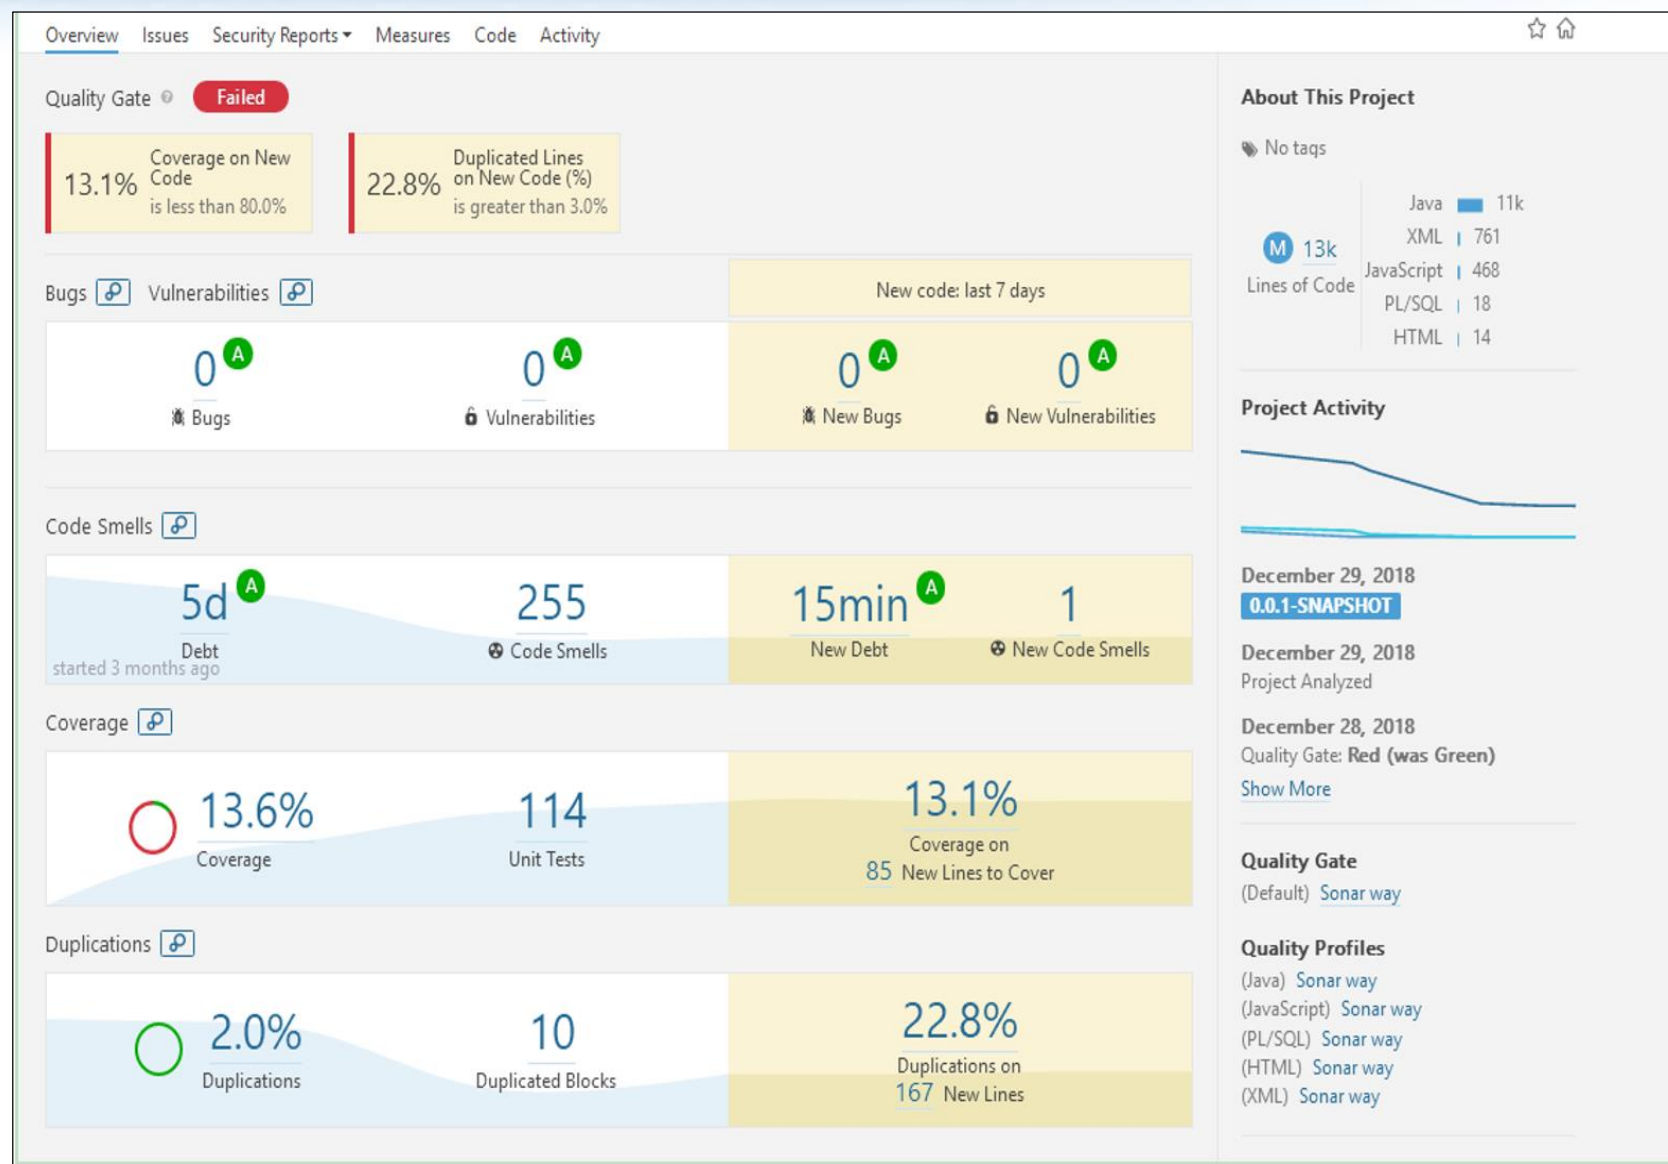 Overview Issues Security Reports Measures Code Activity
Quality Gate Failed
13.1% Coverage on New Code
is less than 80.0%
22.8% Duplicated Lines on New Code (%)
is greater than 3.0%
Bugs Vulnerabilities
New code: last 7 days
0 A
Bugs
0 A
Vulnerabilities
0 A
New Bugs
0 A
New Vulnerabilities
Code Smells
5d A
Debt
started 3 months ago
255
Code Smells
15min A
New Debt
1
New Code Smells
Coverage
13.6%
Coverage
114
Unit Tests
13.1%
Coverage on
85 New Lines to Cover
Duplications
2.0%
Duplications
10
Duplicated Blocks
22.8%
Duplications on
167 New Lines
About This Project
No tags
M 13k
Lines of Code
Java 11k
XML 761
JavaScript 468
PL/SQL 18
HTML 14
Project Activity
December 29, 2018
0.0.1-SNAPSHOT
December 29, 2018
Project Analyzed
December 28, 2018
Quality Gate: Red (was Green)
Show More
Quality Gate
(Default) Sonar way
Quality Profiles
(Java) Sonar way
(JavaScript) Sonar way
(PL/SQL) Sonar way
(HTML) Sonar way
(XML) Sonar way